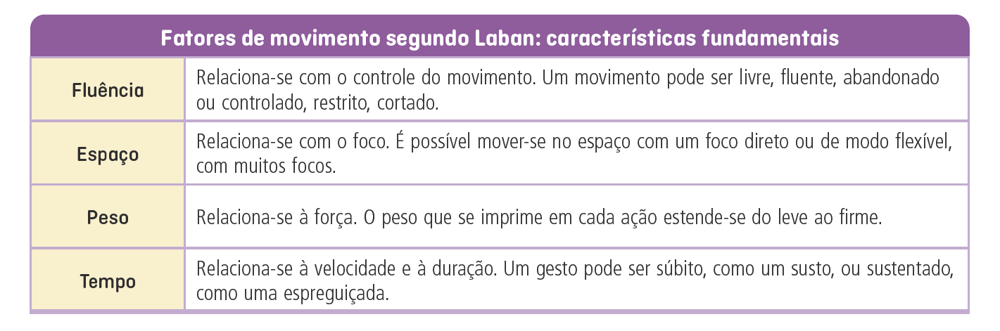 Fatores de movimento segundo Laban: características fundamentais
Fluência
Relaciona-se com o controle do movimento. Um movimento pode ser livre, fluente, abandonado
ou controlado, restrito, cortado.
Espaço
Relaciona-se com o foco. É possível mover-se no espaço com um foco direto ou de modo flexível,
com muitos focos.
Peso
Relaciona-se à força. O peso que se imprime em cada ação estende-se do leve ao firme.
Tempo
Relaciona-se à velocidade e à duração. Um gesto pode ser súbito, como um susto, ou sustentado,
como uma espreguiçada.